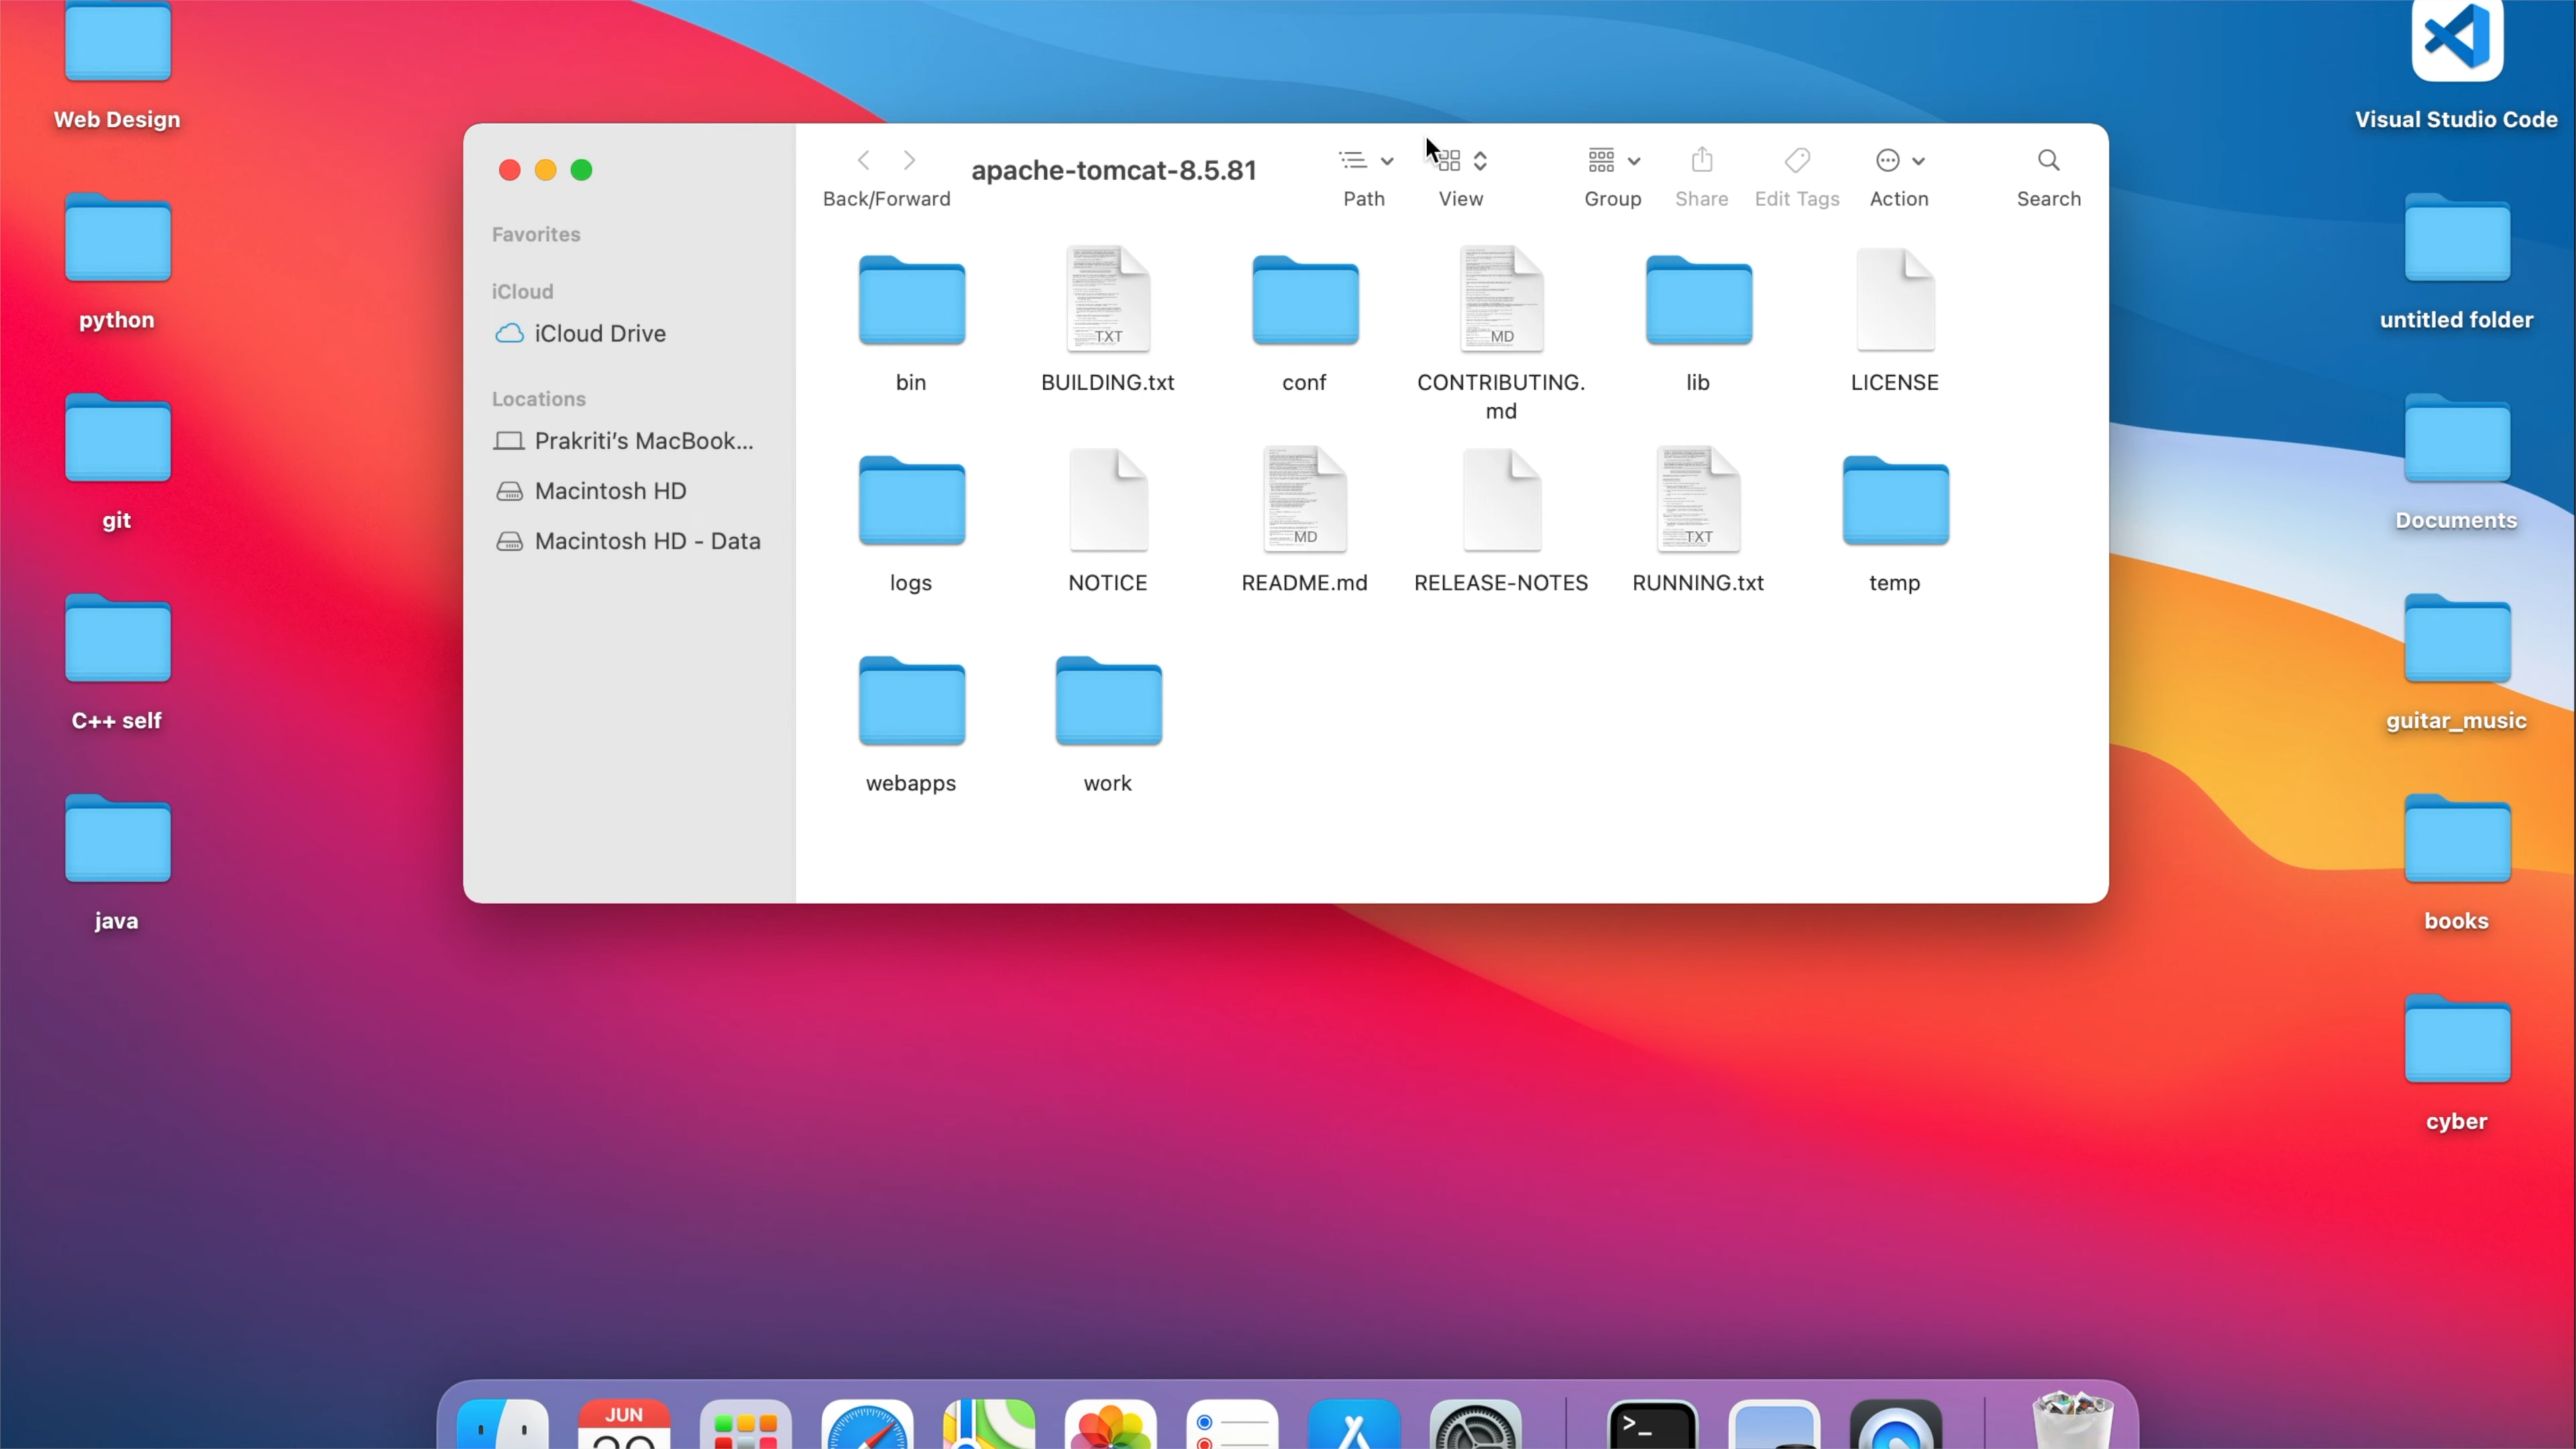 Web Design
python
git
C++ self
java
Favorites
iCloud
iCloud Drive
Locations
Prakriti's MacBook...
Macintosh HD
Macintosh HD - Data
Back/Forward
apache-tomcat-8.5.81
Path
View
Group
Share
Edit Tags
Action
Search
bin
TXT
BUILDING.txt
conf
MD
CONTRIBUTING.
md
lib
LICENSE
logs
NOTICE
MD
README.md
RELEASE-NOTES
TXT
RUNNING.txt
temp
webapps
work
Visual Studio Code
untitled folder
Documents
guitar_music
books
cyber
JUN
>_